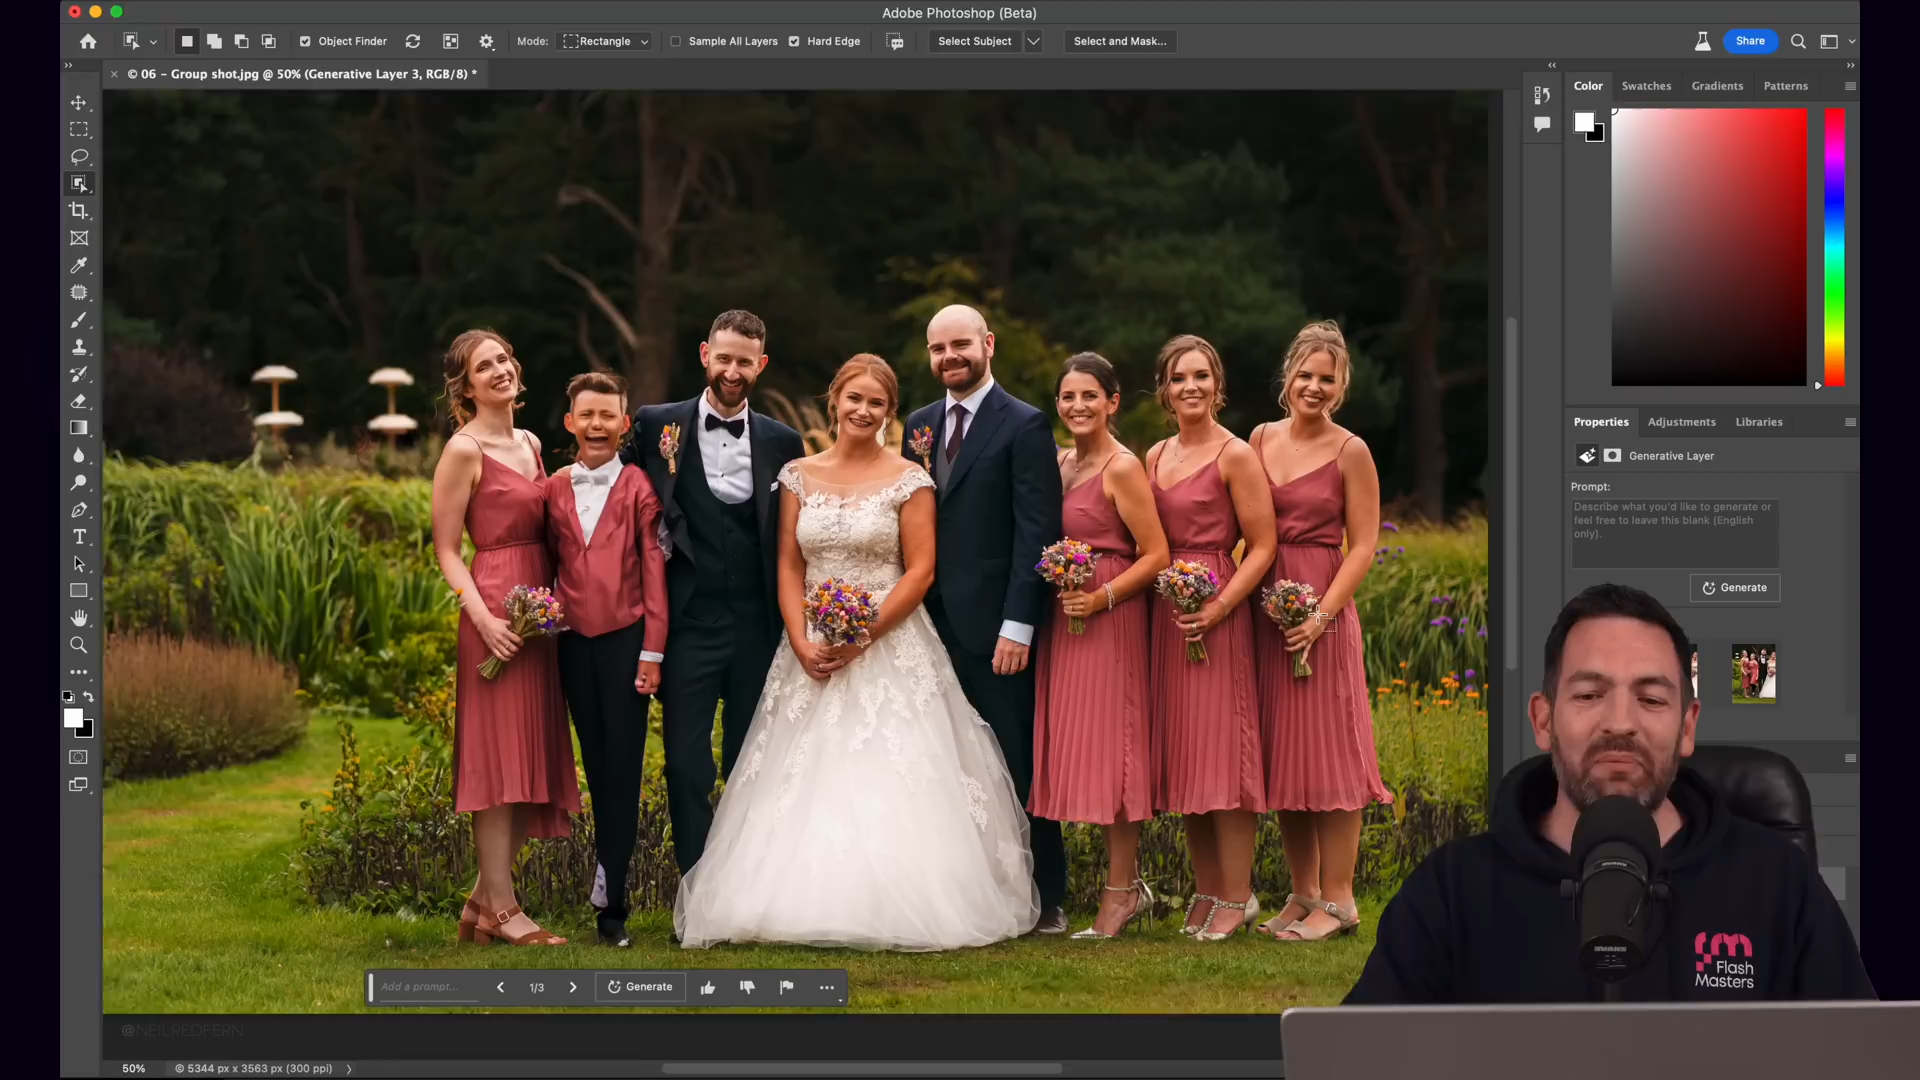 Adobe Photoshop (Beta)
Object Finder
Mode: Rectangle
Sample All Layers
Hard Edge
Select Subject
Select and Mask...
Share
© 06 - Group shot.jpg @ 50% (Generative Layer 3, RGB/8) *
Color
Swatches
Gradients
Patterns
Properties
Adjustments
Libraries
Generative Layer
Prompt:
Describe what you'd like to generate or
feel free to leave this blank (English
only).
Generate
Add a prompt...
1/3
Generate
Flash
Masters
@NEILREDFERN
50%
© 5344 px x 3563 px (300 ppi)